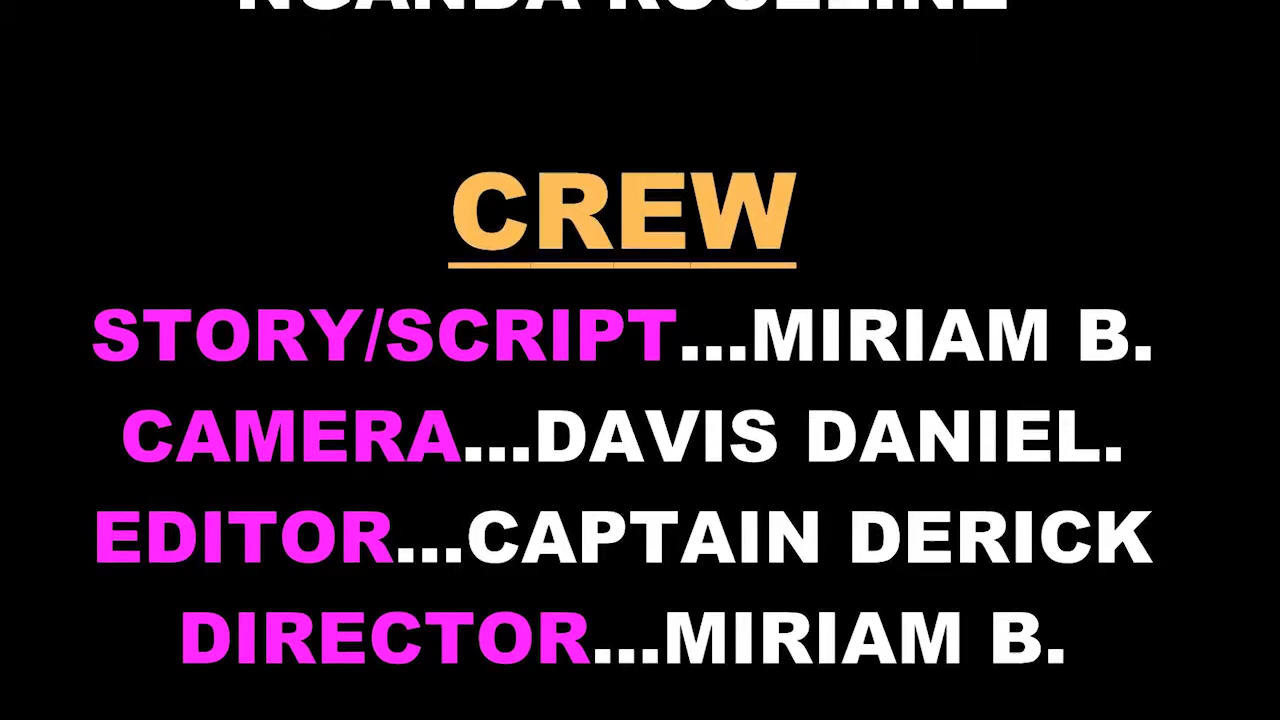 CREW
STORY/SCRIPT...MIRIAM B.
CAMERA...DAVIS DANIEL.
EDITOR...CAPTAIN DERICK
DIRECTOR...MIRIAM B.